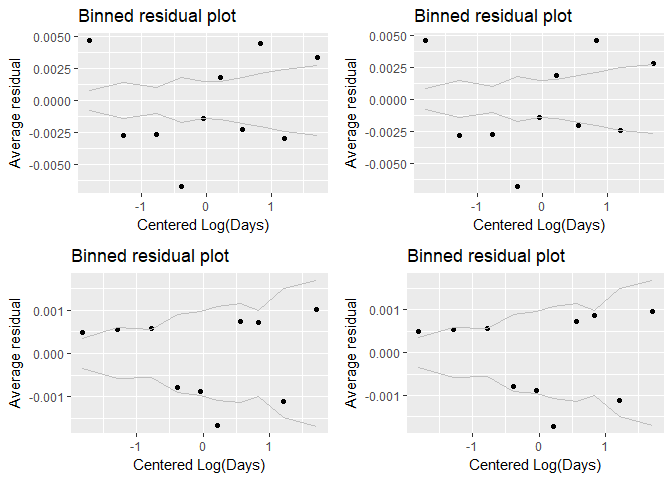 Binned residual plot
Average residual
0.0050
0.0025
0.0000
-0.0025
-0.0050
-1 0 1
Centered Log(Days)
Binned residual plot
Average residual
0.0050
0.0025
0.0000
-0.0025
-0.0050
-1 0 1
Centered Log(Days)
Binned residual plot
Average residual
0.001
0.000
-0.001
-1 0 1
Centered Log(Days)
Binned residual plot
Average residual
0.001
0.000
-0.001
-1 0 1
Centered Log(Days)